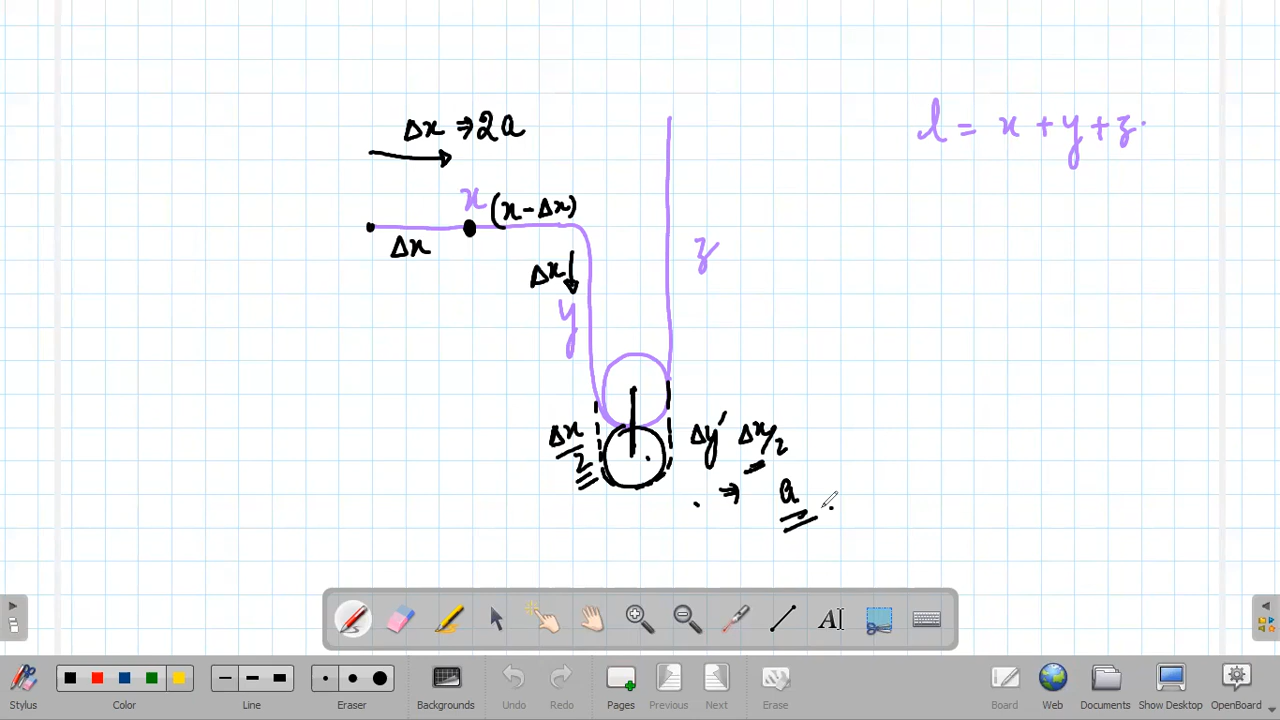 Δx ⇒ 2a
l = x + y + z.
x (x - Δx)
Δx
Δx
z
y
Δx/2
Δy' Δx/2
. ⇒ a
Stylus
Color
Line
Eraser
Backgrounds
Undo
Redo
Pages
Previous
Next
Erase
Board
Web
Documents
Show Desktop
OpenBoard